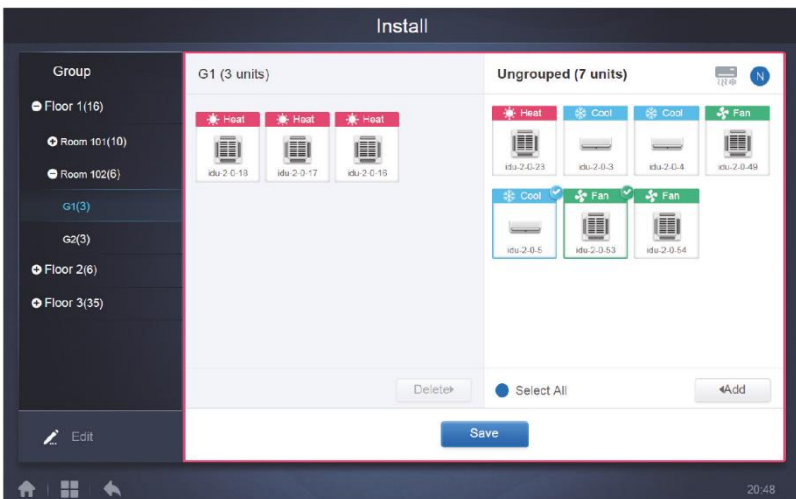 Install
Group
Floor 1(16)
Room 101(10)
Room 102(6)
G1(3)
G2(3)
Floor 2(6)
Floor 3(35)
Edit
G1 (3 units)
Heat Heat Heat
idu-2-0-18 idu-2-0-17 idu-2-0-16
Delete
Ungrouped (7 units)
N
Heat Cool Cool Fan
idu-2-0-23 idu-2-0-3 idu-2-0-4 idu-2-0-49
Cool Fan Fan
idu-2-0-5 idu-2-0-53 idu-2-0-54
Select All
Add
Save
20:48